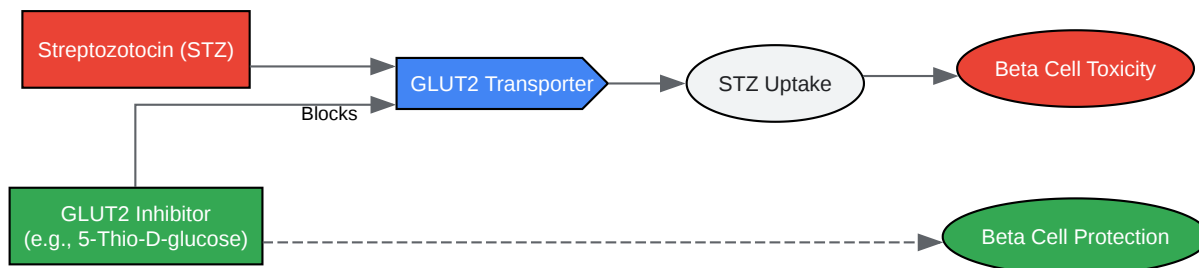 Streptozotocin (STZ)
GLUT2 Transporter
STZ Uptake
Beta Cell Toxicity
Blocks
GLUT2 Inhibitor
(e.g., 5-Thio-D-glucose)
Beta Cell Protection